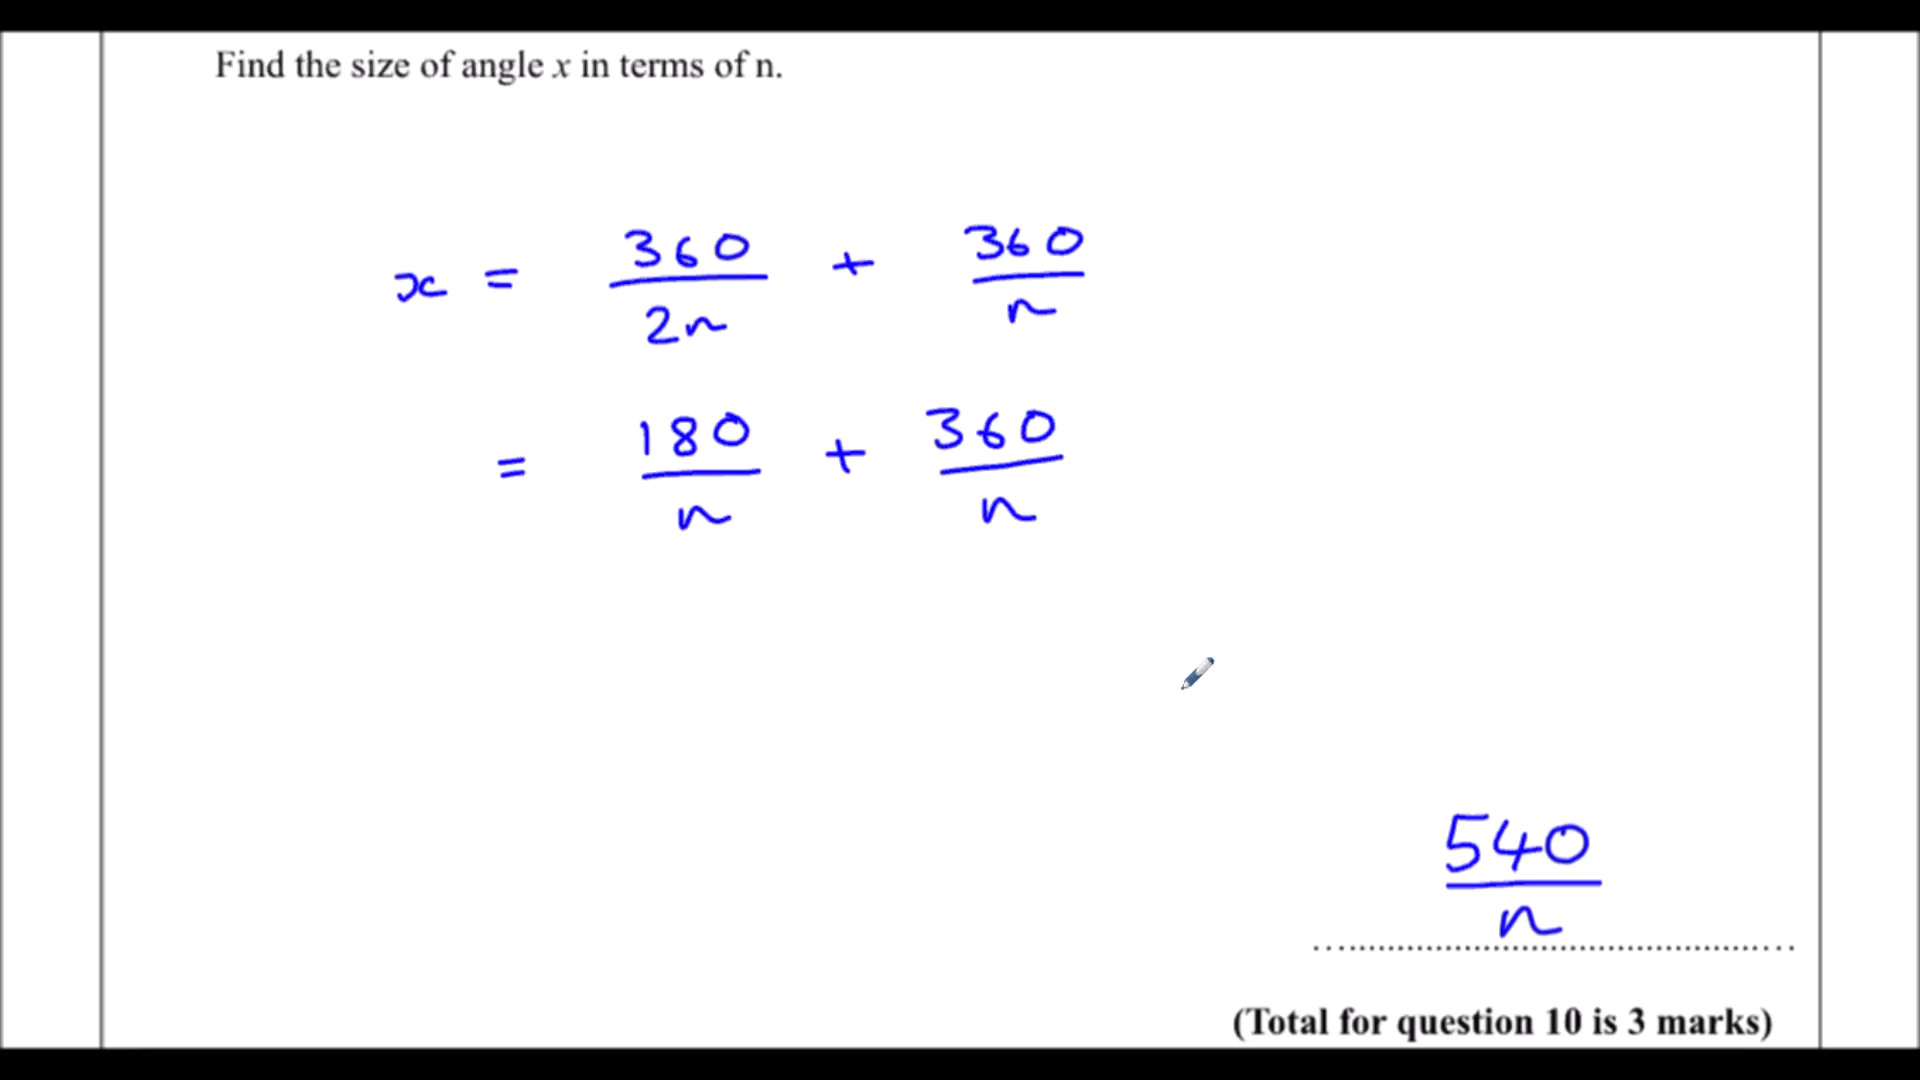 Find the size of angle x in terms of n.
x = 360/2n + 360/n
= 180/n + 360/n
540/n
(Total for question 10 is 3 marks)